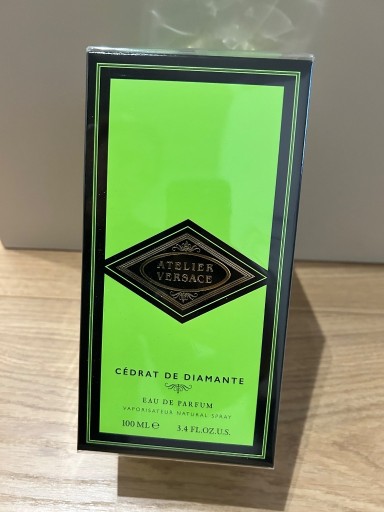 ATELIER
VERSACE
CÉDRAT DE DIAMANTE
EAU DE PARFUM
VAPORISATEUR NATURAL SPRAY
100 ML ℮ 3.4 FL.OZ.U.S.